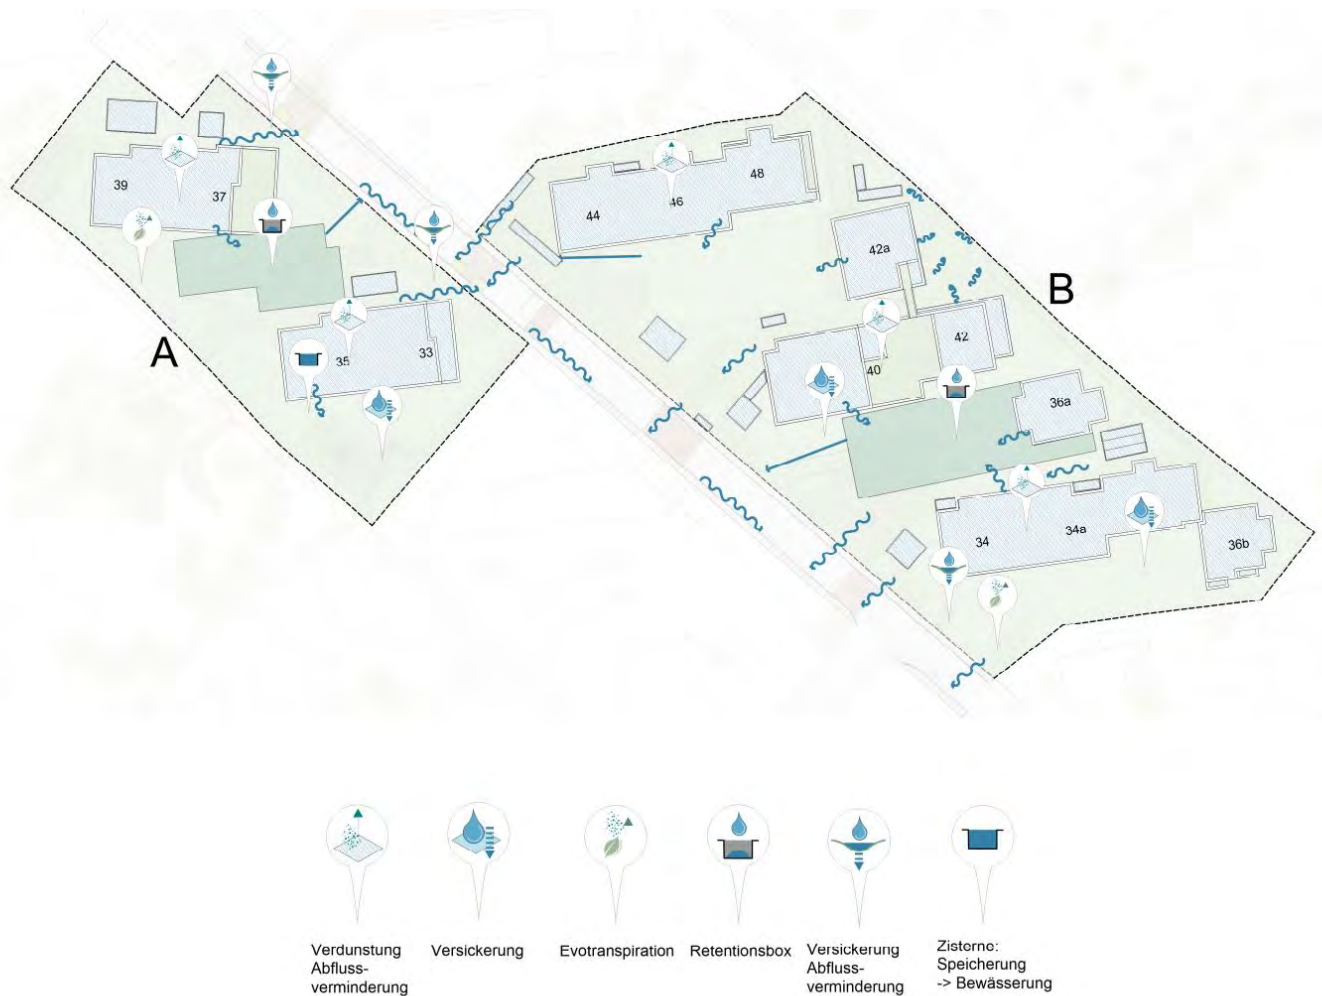 39
37
A
35
33
44
46
48
42a
B
42
40
36a
34
34a
36b
Verdunstung
Abfluss-
verminderung
Versickerung
Evotranspiration
Retentionsbox
Versickerung
Abfluss-
verminderung
Zisterne:
Speicherung
-> Bewässerung